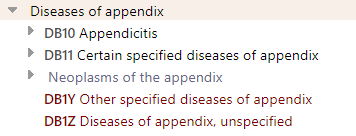 Diseases of appendix
DB10 Appendicitis
DB11 Certain specified diseases of appendix
Neoplasms of the appendix
DB1Y Other specified diseases of appendix
DB1Z Diseases of appendix, unspecified